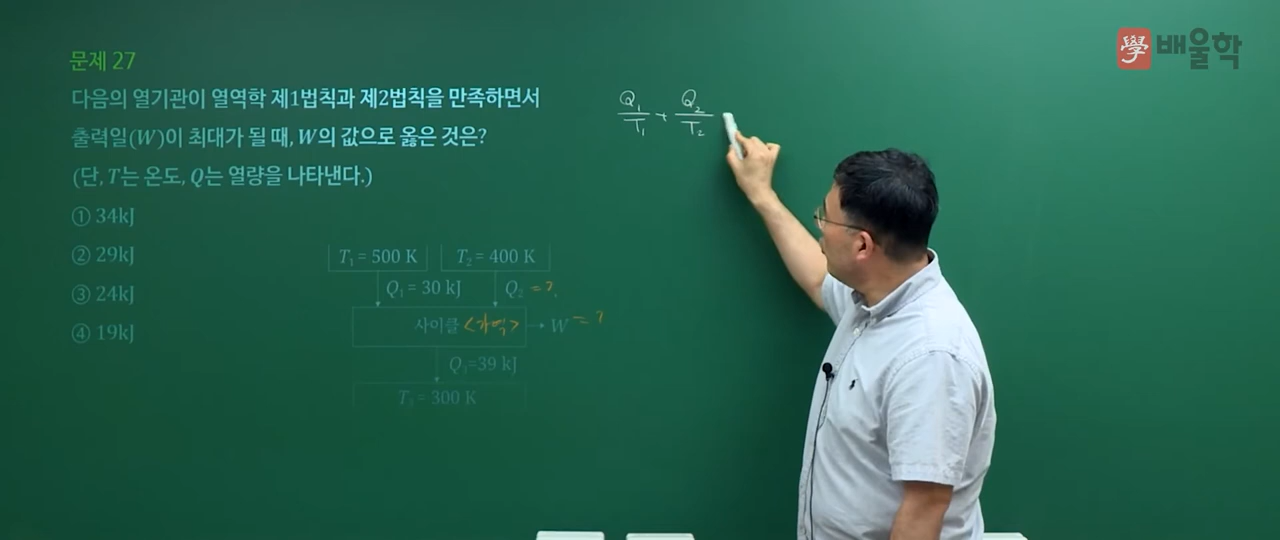 學 배울학
문제 27
다음의 열기관이 열역학 제1법칙과 제2법칙을 만족하면서
출력일(W)이 최대가 될 때, W의 값으로 옳은 것은?
(단, T는 온도, Q는 열량을 나타낸다.)
① 34kJ
② 29kJ
③ 24kJ
④ 19kJ
T₁ = 500 K T₂ = 400 K
Q₁ = 30 kJ Q₂ = ?
사이클 <가역> → W = ?
Q₃=39 kJ
T₃ = 300 K
Q₁/T₁ + Q₂/T₂